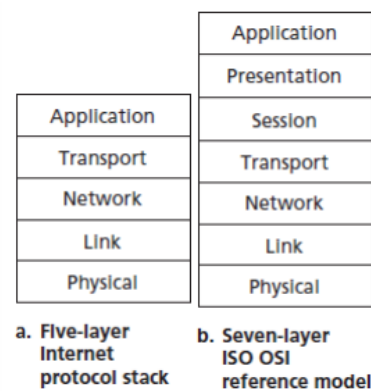 Application
Transport
Network
Link
Physical
a. Five-layer
Internet
protocol stack
Application
Presentation
Session
Transport
Network
Link
Physical
b. Seven-layer
ISO OSI
reference model